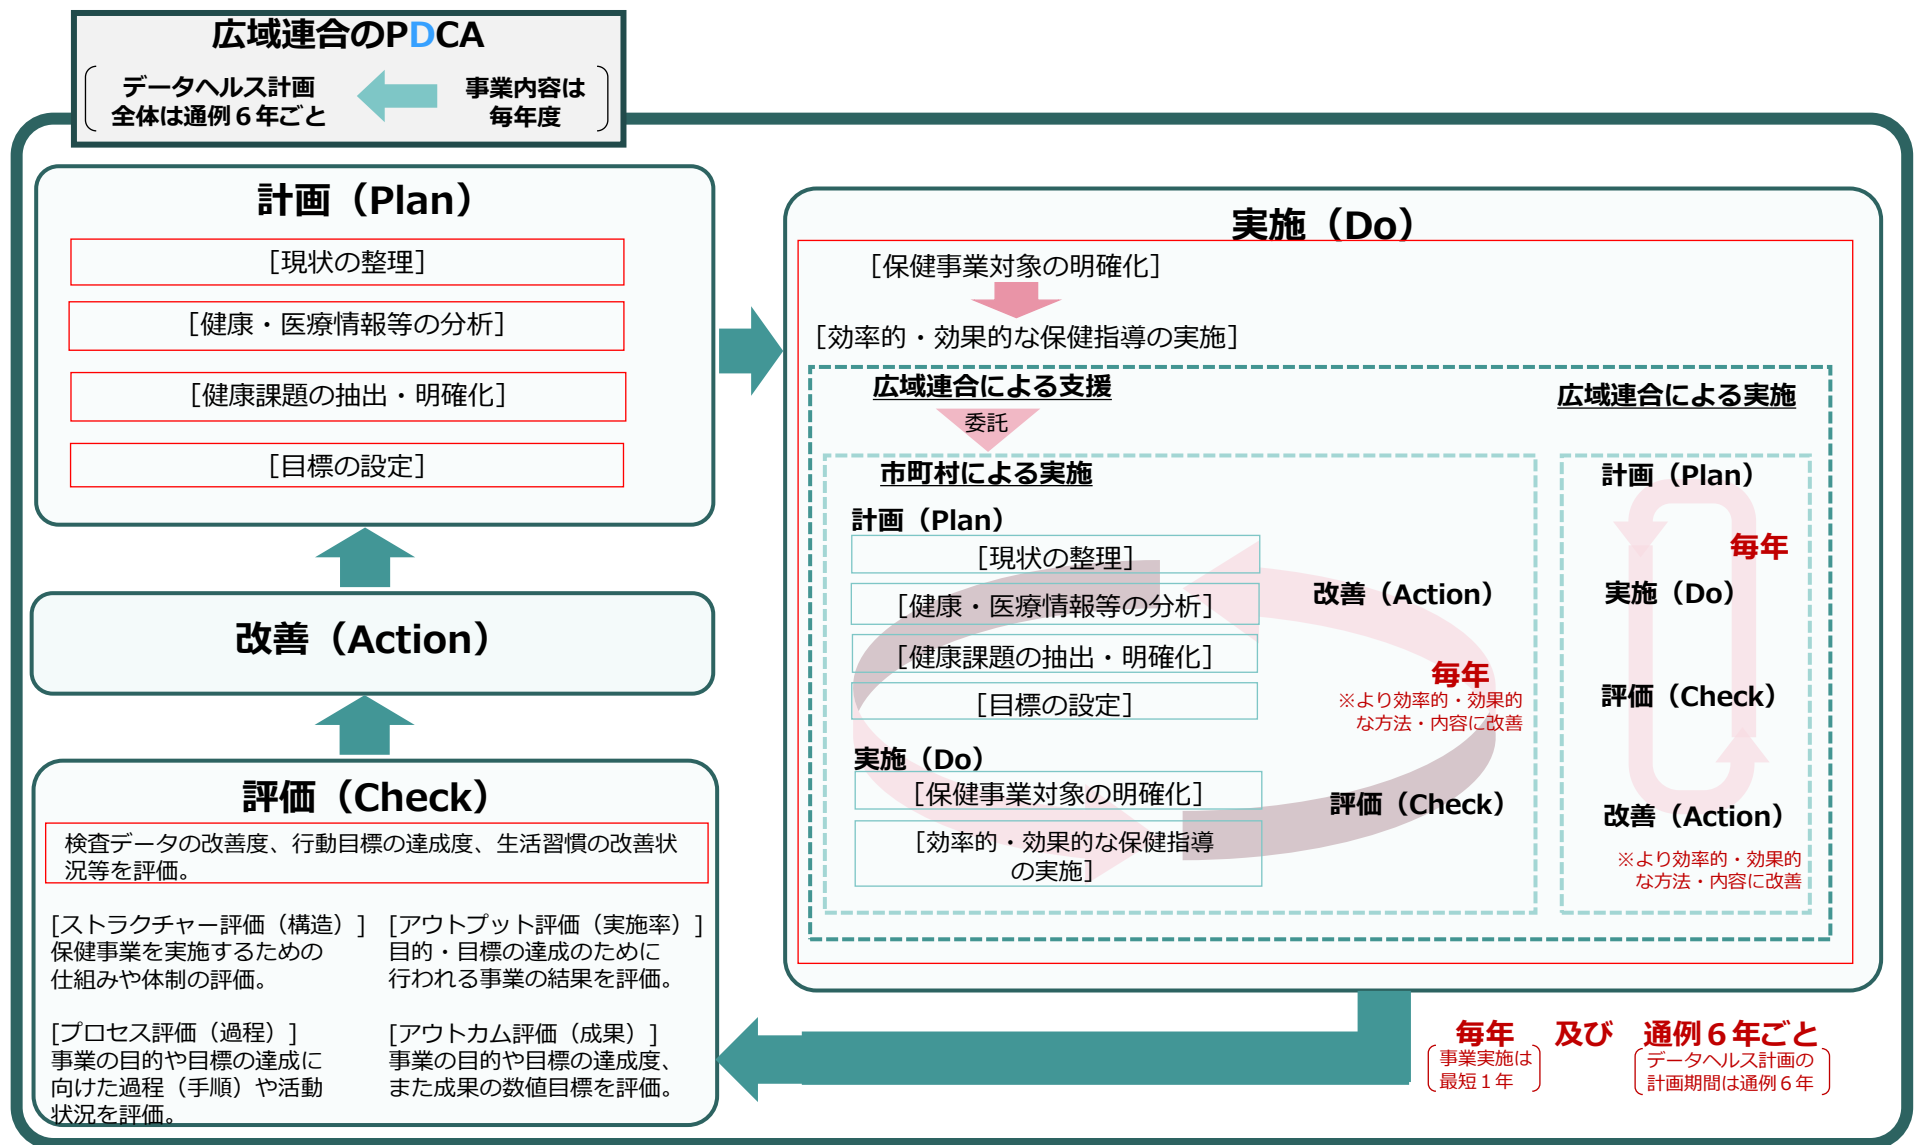 広域連合のPDCA
データヘルス計画
全体は通例６年ごと
事業内容は
毎年度
計画（Plan）
［現状の整理］
［健康・医療情報等の分析］
［健康課題の抽出・明確化］
［目標の設定］
改善（Action）
評価（Check）
検査データの改善度、行動目標の達成度、生活習慣の改善状
況等を評価。
[ストラクチャー評価（構造）]
保健事業を実施するための
仕組みや体制の評価。
[アウトプット評価（実施率）]
目的・目標の達成のために
行われる事業の結果を評価。
[プロセス評価（過程）]
事業の目的や目標の達成に
向けた過程（手順）や活動
状況を評価。
[アウトカム評価（成果）]
事業の目的や目標の達成度、
また成果の数値目標を評価。
実施（Do）
［保健事業対象の明確化］
［効率的・効果的な保健指導の実施］
広域連合による支援
委託
市町村による実施
計画（Plan）
［現状の整理］
［健康・医療情報等の分析］
［健康課題の抽出・明確化］
［目標の設定］
実施（Do）
［保健事業対象の明確化］
［効率的・効果的な保健指導
の実施］
改善（Action）
毎年
※より効率的・効果的
な方法・内容に改善
評価（Check）
広域連合による実施
計画（Plan）
毎年
実施（Do）
評価（Check）
改善（Action）
※より効率的・効果的
な方法・内容に改善
毎年 及び 通例６年ごと
事業実施は
最短１年
データヘルス計画の
計画期間は通例６年